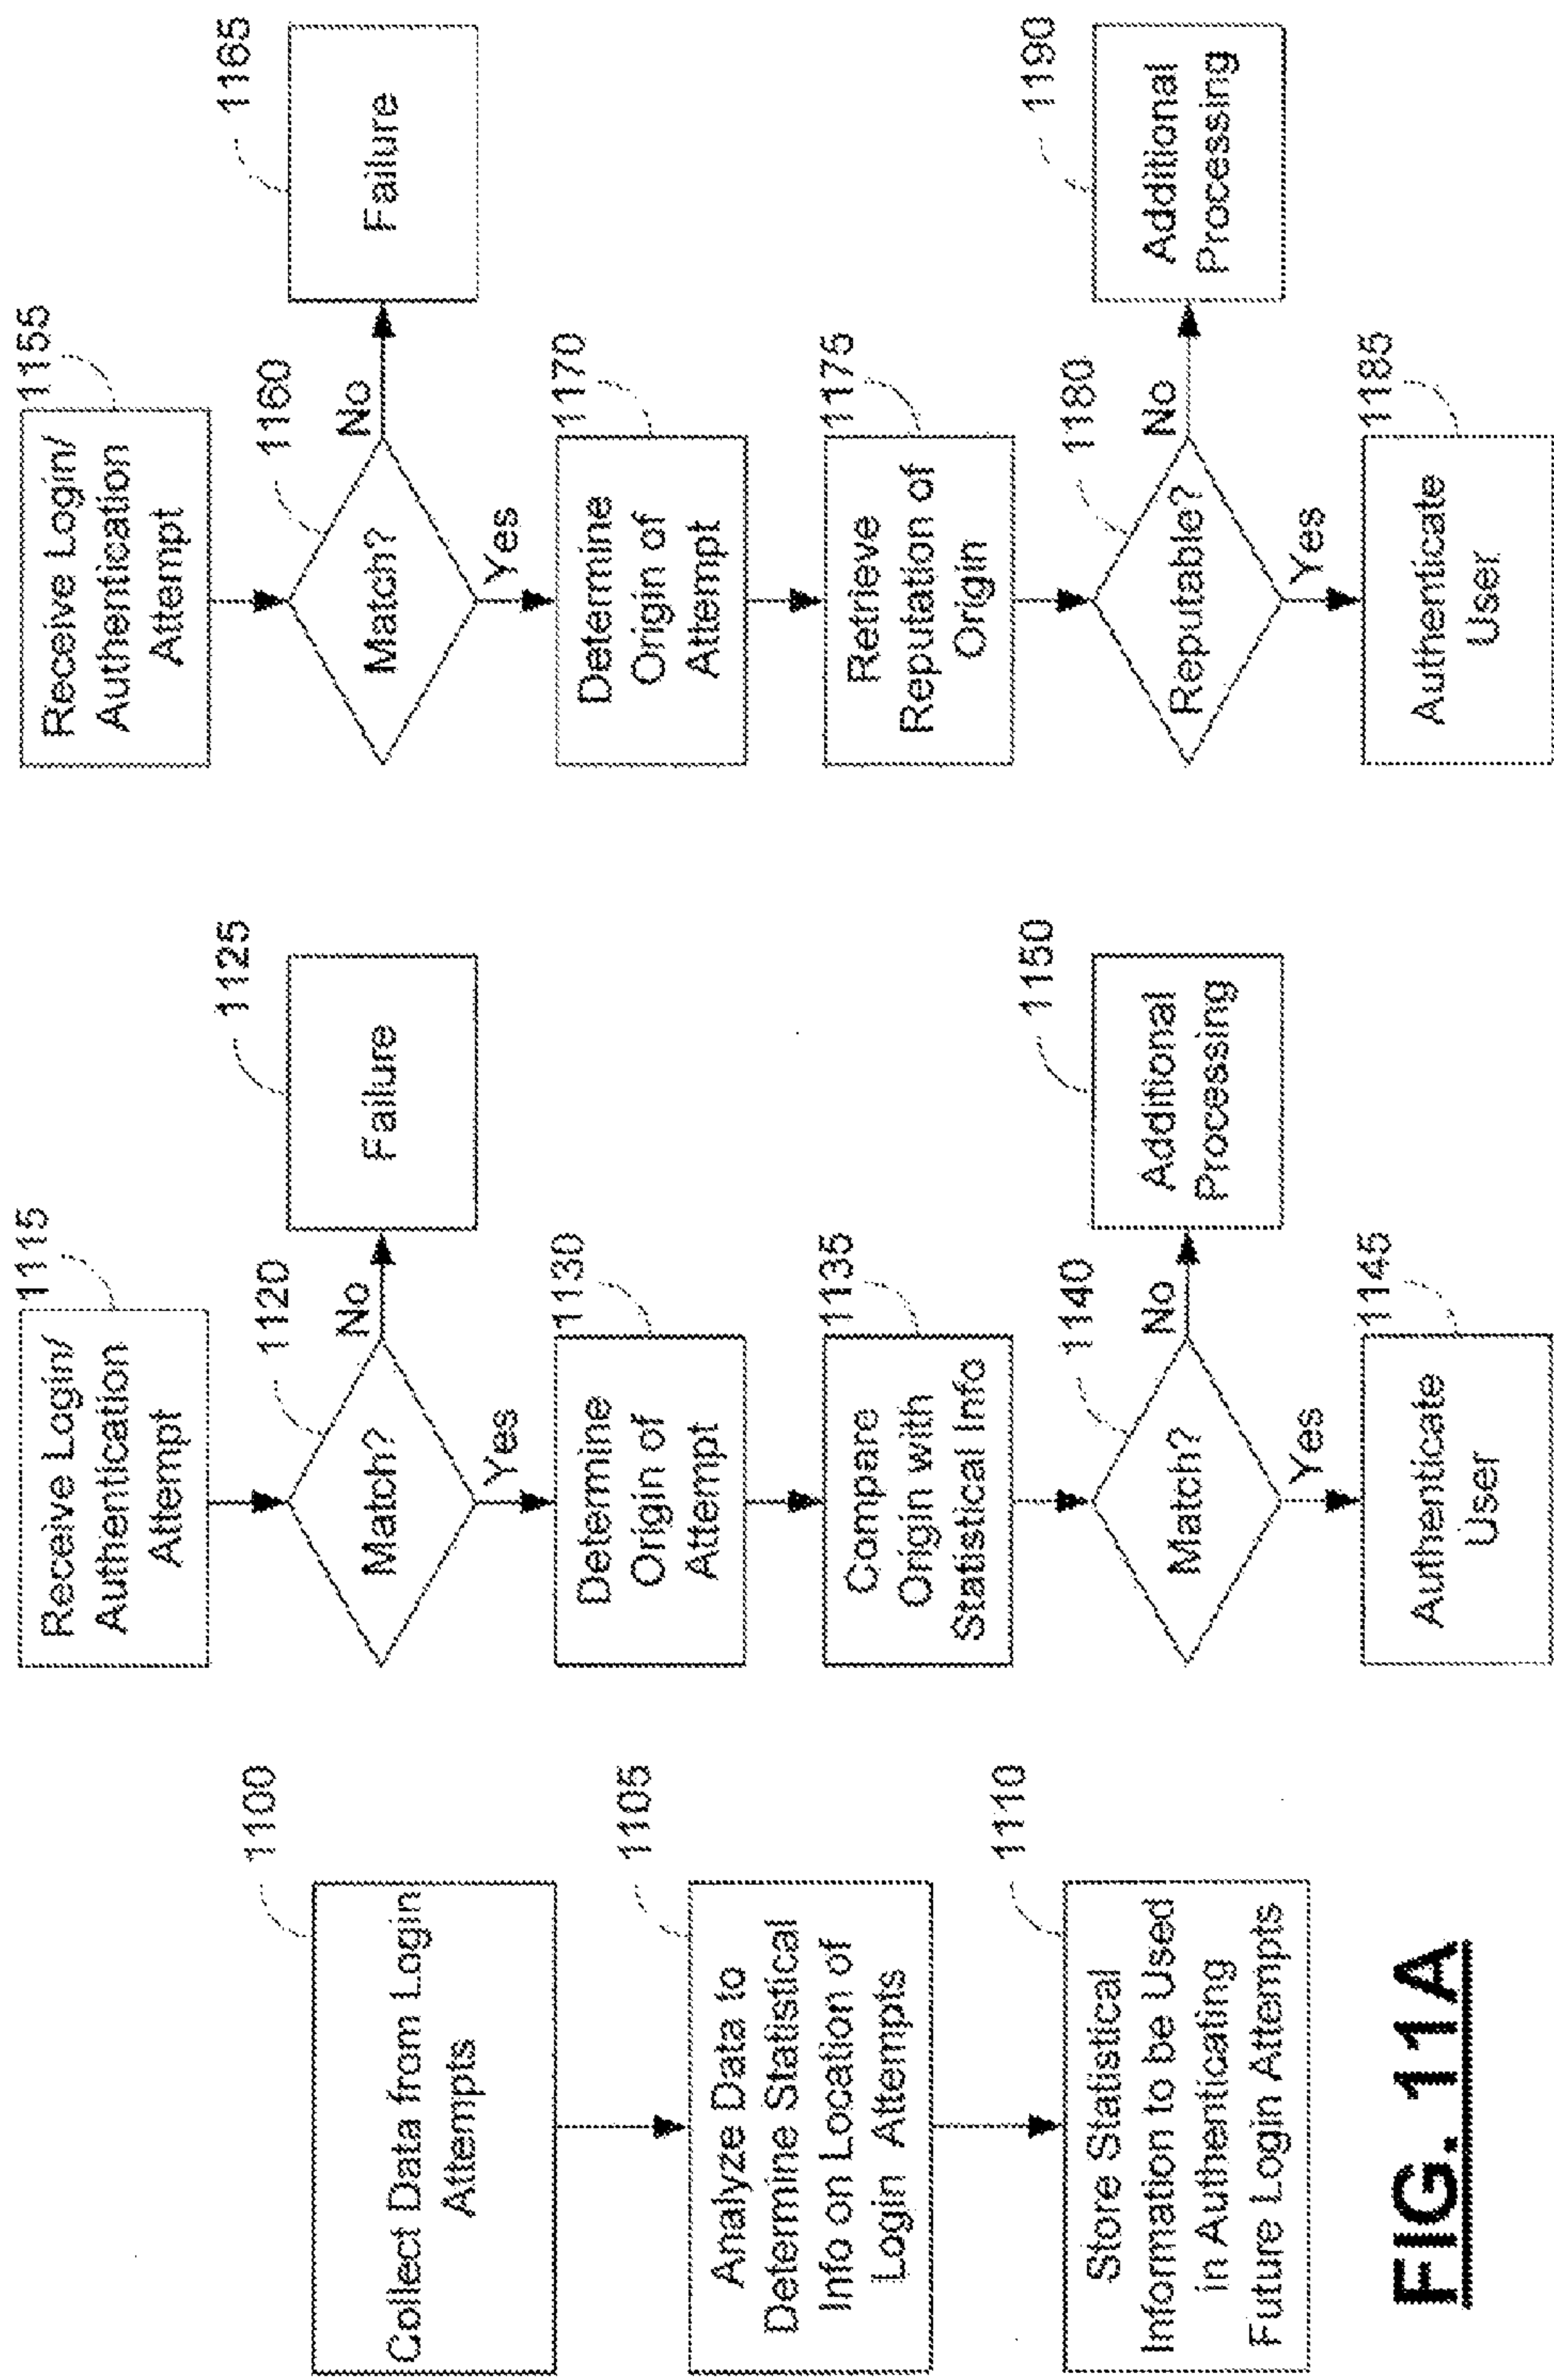 1100
Collect Data from Login
Attempts
1105
Analyze Data to
Determine Statistical
Info on Location of
Login Attempts
1110
Store Statistical
Information to be Used
in Authenticating
Future Login Attempts
FIG. 11A
1115
Receive Login/
Authentication
Attempt
1120
Match?
No
1125
Failure
Yes
1130
Determine
Origin of
Attempt
1135
Compare
Origin with
Statistical Info
1140
Match?
No
1150
Additional
Processing
Yes
1145
Authenticate
User
1155
Receive Login/
Authentication
Attempt
1160
Match?
No
1165
Failure
Yes
1170
Determine
Origin of
Attempt
1175
Retrieve
Reputation of
Origin
1180
Reputable?
No
1190
Additional
Processing
Yes
1185
Authenticate
User